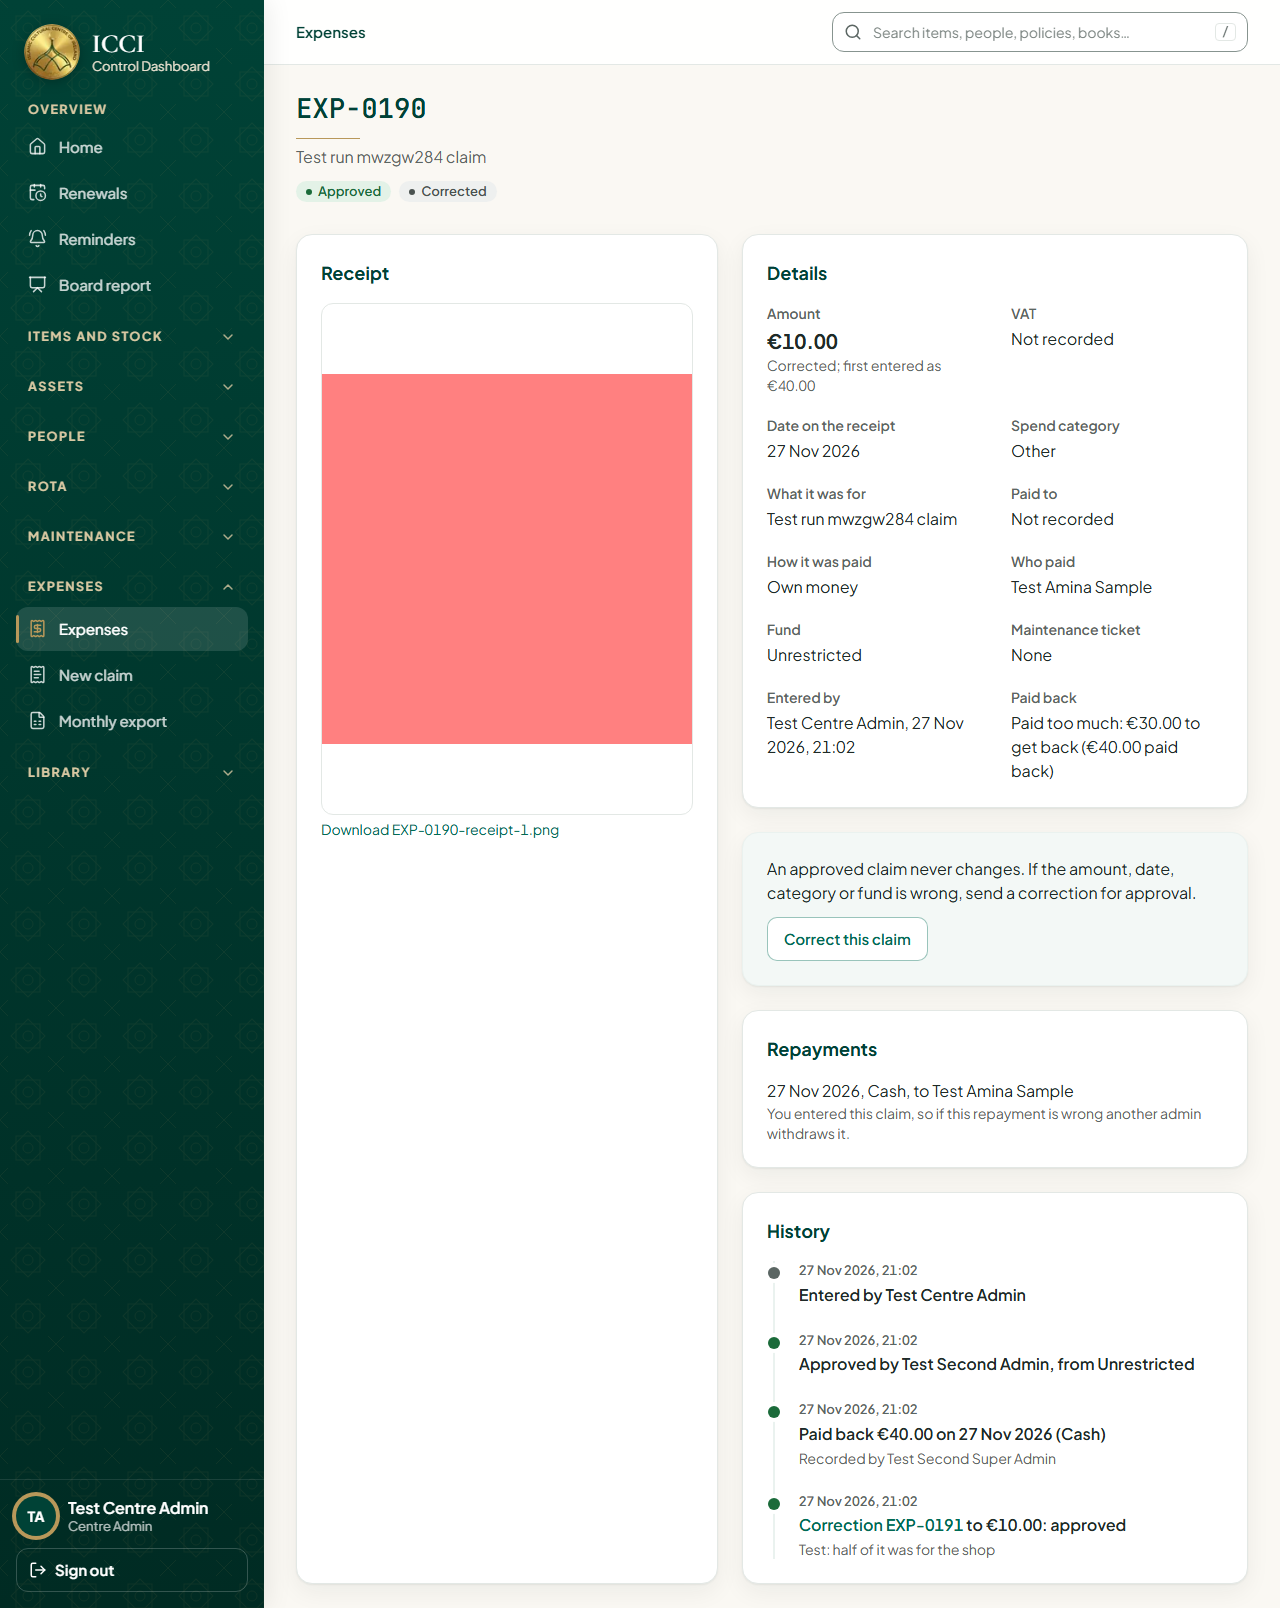 ICCI
Control Dashboard
OVERVIEW
Home
Renewals
Reminders
Board report
ITEMS AND STOCK
ASSETS
PEOPLE
ROTA
MAINTENANCE
EXPENSES
Expenses
New claim
Monthly export
LIBRARY
TA
Test Centre Admin
Centre Admin
Sign out
Expenses
Search items, people, policies, books…
/
EXP-0190
Test run mwzgw284 claim
Approved
Corrected
Receipt
Download EXP-0190-receipt-1.png
Details
Amount
€10.00
Corrected; first entered as
€40.00
VAT
Not recorded
Date on the receipt
27 Nov 2026
Spend category
Other
What it was for
Test run mwzgw284 claim
Paid to
Not recorded
How it was paid
Own money
Who paid
Test Amina Sample
Fund
Unrestricted
Maintenance ticket
None
Entered by
Test Centre Admin, 27 Nov
2026, 21:02
Paid back
Paid too much: €30.00 to
get back (€40.00 paid
back)
An approved claim never changes. If the amount, date,
category or fund is wrong, send a correction for approval.
Correct this claim
Repayments
27 Nov 2026, Cash, to Test Amina Sample
You entered this claim, so if this repayment is wrong another admin
withdraws it.
History
27 Nov 2026, 21:02
Entered by Test Centre Admin
27 Nov 2026, 21:02
Approved by Test Second Admin, from Unrestricted
27 Nov 2026, 21:02
Paid back €40.00 on 27 Nov 2026 (Cash)
Recorded by Test Second Super Admin
27 Nov 2026, 21:02
Correction EXP-0191 to €10.00: approved
Test: half of it was for the shop